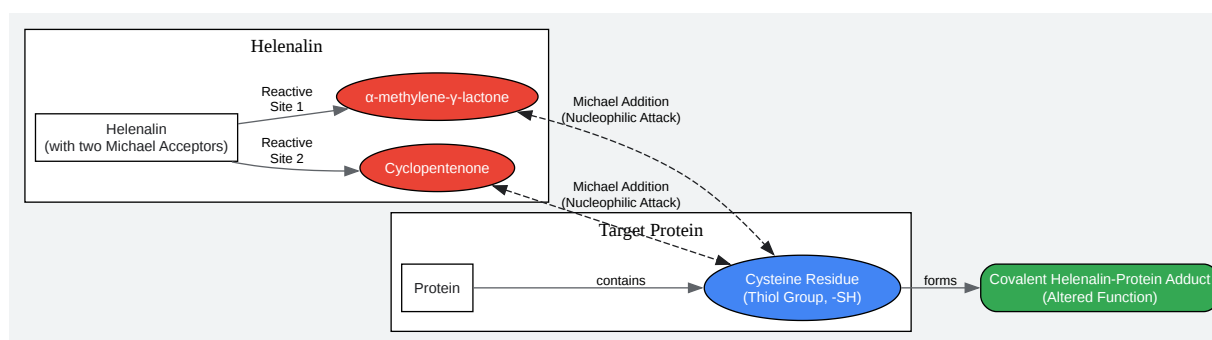 Helenalin
Reactive
Site 1
α-methylene-γ-lactone
Michael Addition
(Nucleophilic Attack)
Helenalin
(with two Michael Acceptors)
Reactive
Site 2
Cyclopentenone
Michael Addition
(Nucleophilic Attack)
Target Protein
Protein
contains
Cysteine Residue
(Thiol Group, -SH)
forms
Covalent Helenalin-Protein Adduct
(Altered Function)